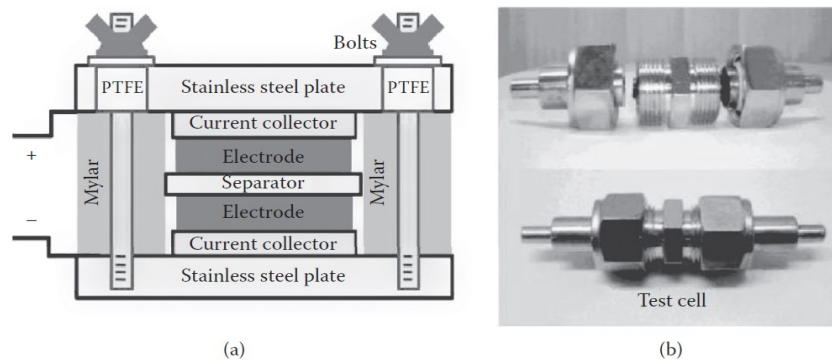 Bolts
PTFE
Stainless steel plate
PTFE
Current collector
+
Electrode
Mylar
Separator
Mylar
−
Electrode
Current collector
Stainless steel plate
Test cell
(a)
(b)